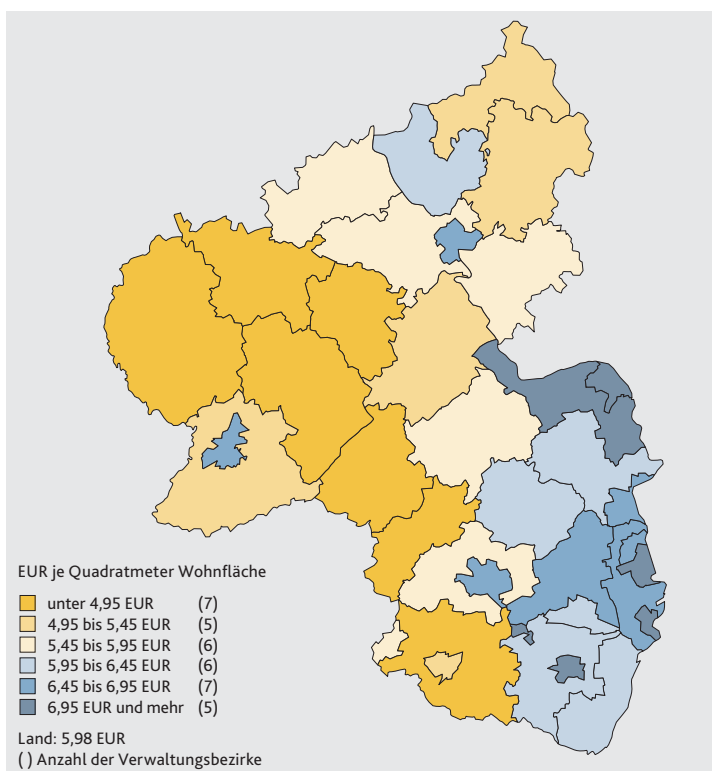 EUR je Quadratmeter Wohnfläche
unter 4,95 EUR (7)
4,95 bis 5,45 EUR (5)
5,45 bis 5,95 EUR (6)
5,95 bis 6,45 EUR (6)
6,45 bis 6,95 EUR (7)
6,95 EUR und mehr (5)
Land: 5,98 EUR
( ) Anzahl der Verwaltungsbezirke